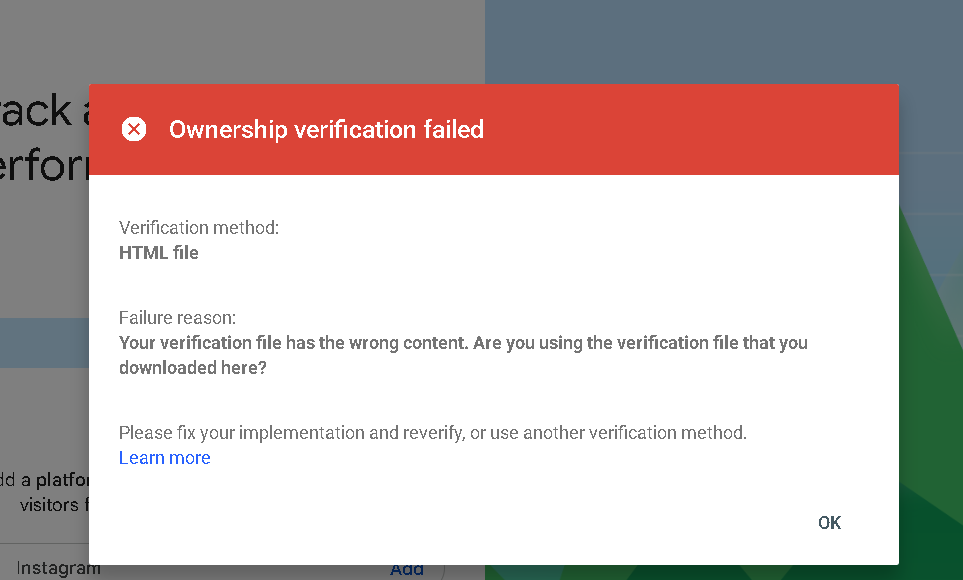 Ownership verification failed
Verification method:
HTML file
Failure reason:
Your verification file has the wrong content. Are you using the verification file that you
downloaded here?
Please fix your implementation and reverify, or use another verification method.
Learn more
a platfor
visitors f
OK
Instagram
Add